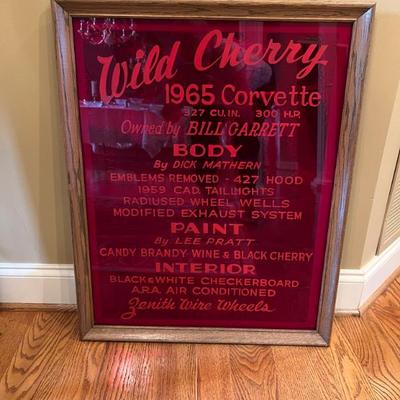 Wild Cherry
1965 Corvette
327 CU.IN. 300 H.P.
Owned by BILL GARRETT
BODY
By DICK MATHERN
EMBLEMS REMOVED - 427 HOOD
1959 CAD. TAILLIGHTS
RADIUSED WHEEL WELLS
MODIFIED EXHAUST SYSTEM
PAINT
By LEE PRATT
CANDY BRANDY WINE & BLACK CHERRY
INTERIOR
BLACK & WHITE CHECKERBOARD
A.R.A. AIR CONDITIONED
Zenith Wire Wheels